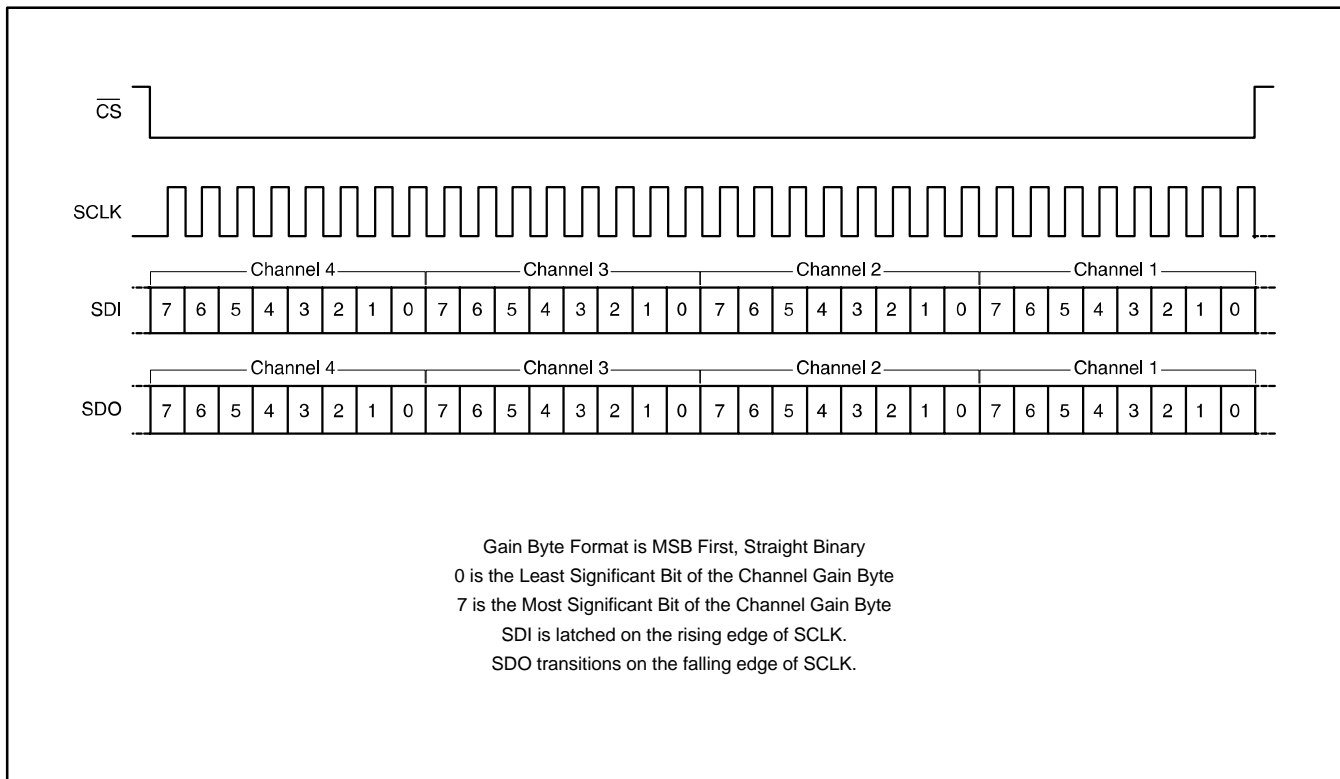 CS
SCLK
Channel 4 Channel 3 Channel 2 Channel 1
SDI 7 6 5 4 3 2 1 0 7 6 5 4 3 2 1 0 7 6 5 4 3 2 1 0 7 6 5 4 3 2 1 0
Channel 4 Channel 3 Channel 2 Channel 1
SDO 7 6 5 4 3 2 1 0 7 6 5 4 3 2 1 0 7 6 5 4 3 2 1 0 7 6 5 4 3 2 1 0
Gain Byte Format is MSB First, Straight Binary
0 is the Least Significant Bit of the Channel Gain Byte
7 is the Most Significant Bit of the Channel Gain Byte
SDI is latched on the rising edge of SCLK.
SDO transitions on the falling edge of SCLK.